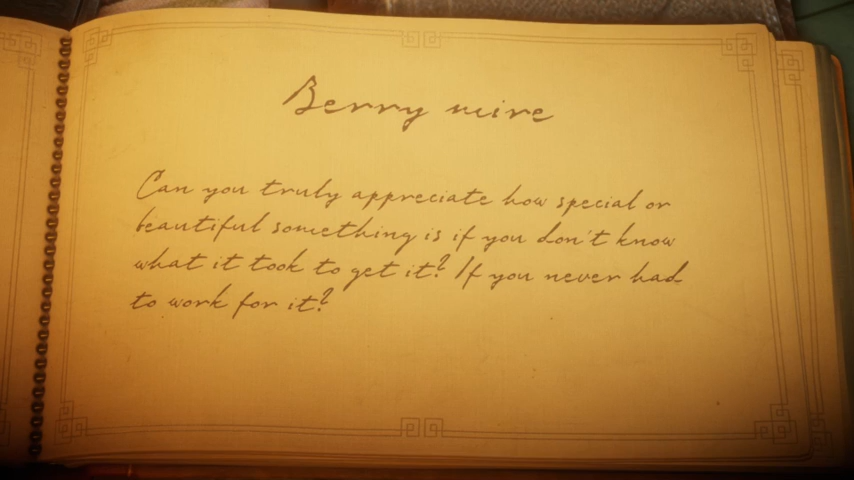 Berry mire
Can you truly appreciate how special or
beautiful something is if you don't know
what it took to get it? If you never had
to work for it?